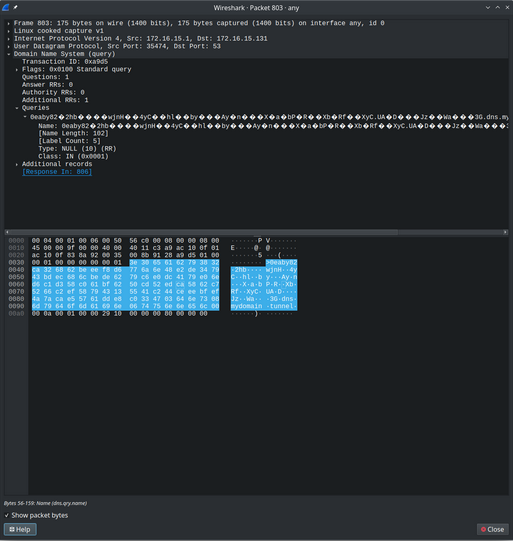 Wireshark · Packet 803 · any
Frame 803: 175 bytes on wire (1400 bits), 175 bytes captured (1400 bits) on interface any, id 0
Linux cooked capture v1
Internet Protocol Version 4, Src: 172.16.15.1, Dst: 172.16.15.131
User Datagram Protocol, Src Port: 35474, Dst Port: 53
Domain Name System (query)
Transaction ID: 0xa9d5
Flags: 0x0100 Standard query
Questions: 1
Answer RRs: 0
Authority RRs: 0
Additional RRs: 1
Queries
0eaby82�2hb����wjnH��4yC��hl��by���Ay�n���X�a�bP�R��Xb�Rf��XyC.UA�D���Jz��Wa���3G.dns.m
Name: 0eaby82�2hb����wjnH��4yC��hl��by���Ay�n���X�a�bP�R��Xb�Rf��XyC.UA�D���Jz��Wa���3
[Name Length: 102]
[Label Count: 5]
Type: NULL (10) (RR)
Class: IN (0x0001)
Additional records
[Response In: 806]
0000 00 04 00 01 00 06 00 50 56 c0 00 08 00 00 08 00 ·······P V·······
0010 45 00 00 9f 00 00 40 00 40 11 c3 a9 ac 10 0f 01 E·····@· @·······
0020 ac 10 0f 83 8a 92 00 35 00 8b 91 28 a9 d5 01 00
0030 00 01 00 00 00 00 00 01 3e 30 65 61 62 79 38 32 ········ >0eaby82
0040 ca 32 68 62 be ee f8 d6 77 6a 6e 48 e2 de 34 79
0050 43 bd ec 68 6c be de 62 79 c6 e0 dc 41 79 e0 6e
0060 d6 c1 d3 58 c0 61 bf 62 50 cd 52 ed ca 58 62 c7
0070 52 66 c2 ef 58 79 43 13 55 41 c2 44 ce ee bf ef
0080 4a 7a ca e5 57 61 dd e8 c0 33 47 03 64 6e 73 08 Jz··Wa·· ·3G·dns·
0090 6d 79 64 6f 6d 61 69 6e 06 74 75 6e 6e 65 6c 00 mydomain ·tunnel·
00a0 00 0a 00 01 00 00 29 10 00 00 00 80 00 00 00 ······)· ·······
Bytes 56-159: Name (dns.qry.name)
Show packet bytes
Help
Close